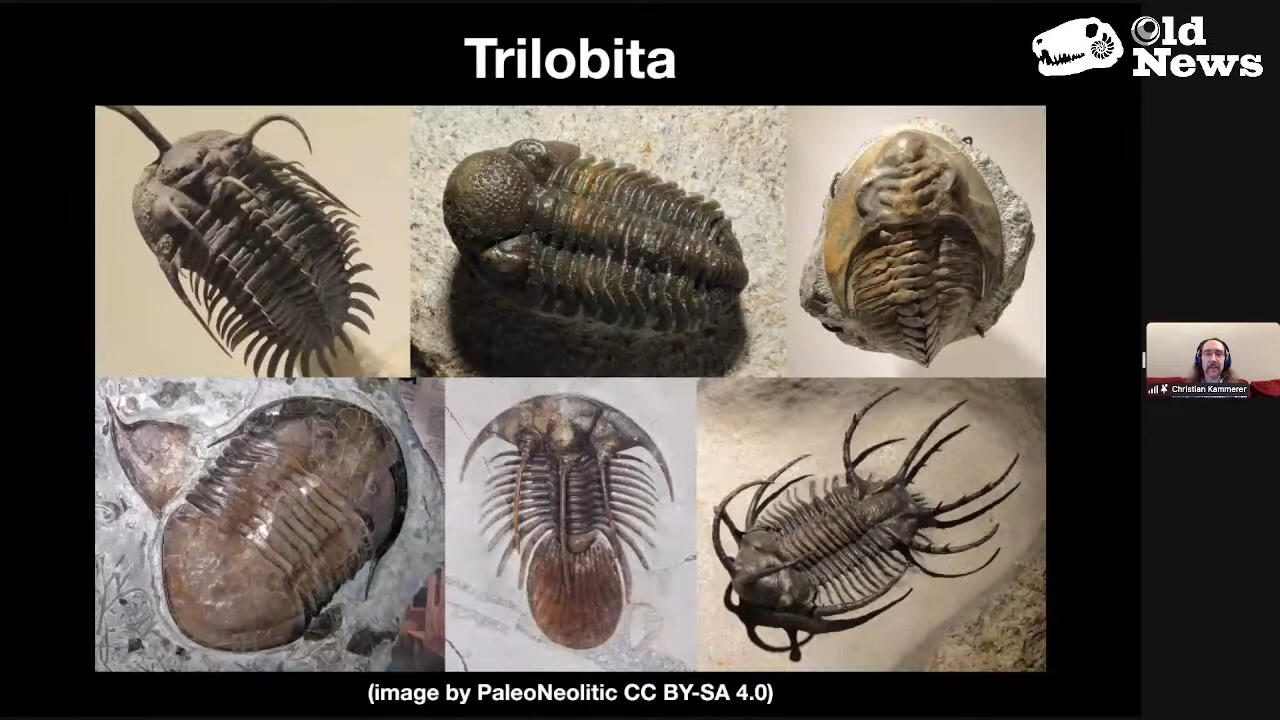 Trilobita
Old
News
Christian Kammerer
(image by PaleoNeolitic CC BY-SA 4.0)